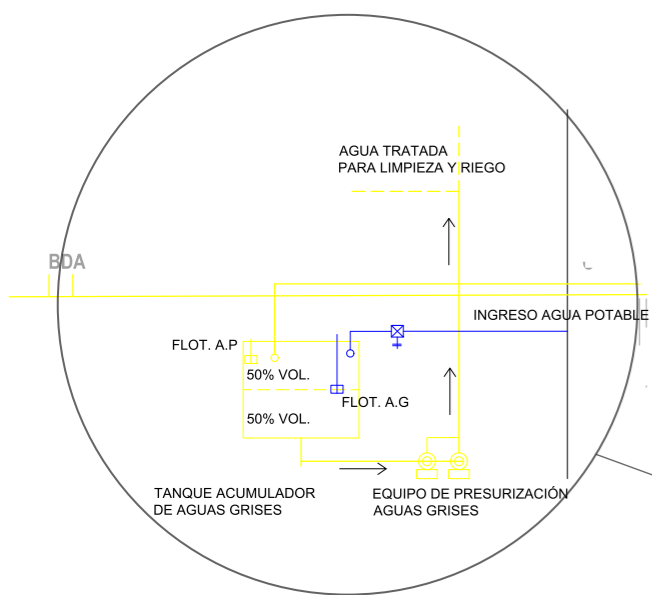 AGUA TRATADA
PARA LIMPIEZA Y RIEGO
BDA
INGRESO AGUA POTABLE
FLOT. A.P
50% VOL.
FLOT. A.G
50% VOL.
TANQUE ACUMULADOR
DE AGUAS GRISES
EQUIPO DE PRESURIZACIÓN
AGUAS GRISES